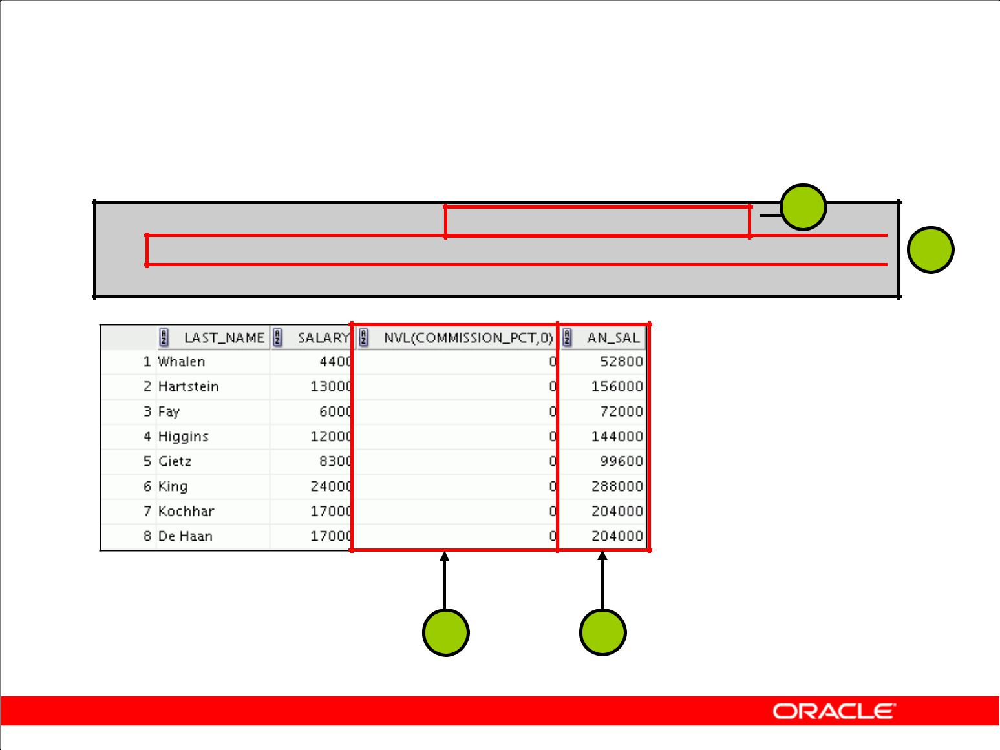 LAST_NAME SALARY NVL(COMMISSION_PCT,0) AN_SAL
1 Whalen 4400 0 52800
2 Hartstein 13000 0 156000
3 Fay 6000 0 72000
4 Higgins 12000 0 144000
5 Gietz 8300 0 99600
6 King 24000 0 288000
7 Kochhar 17000 0 204000
8 De Haan 17000 0 204000
ORACLE